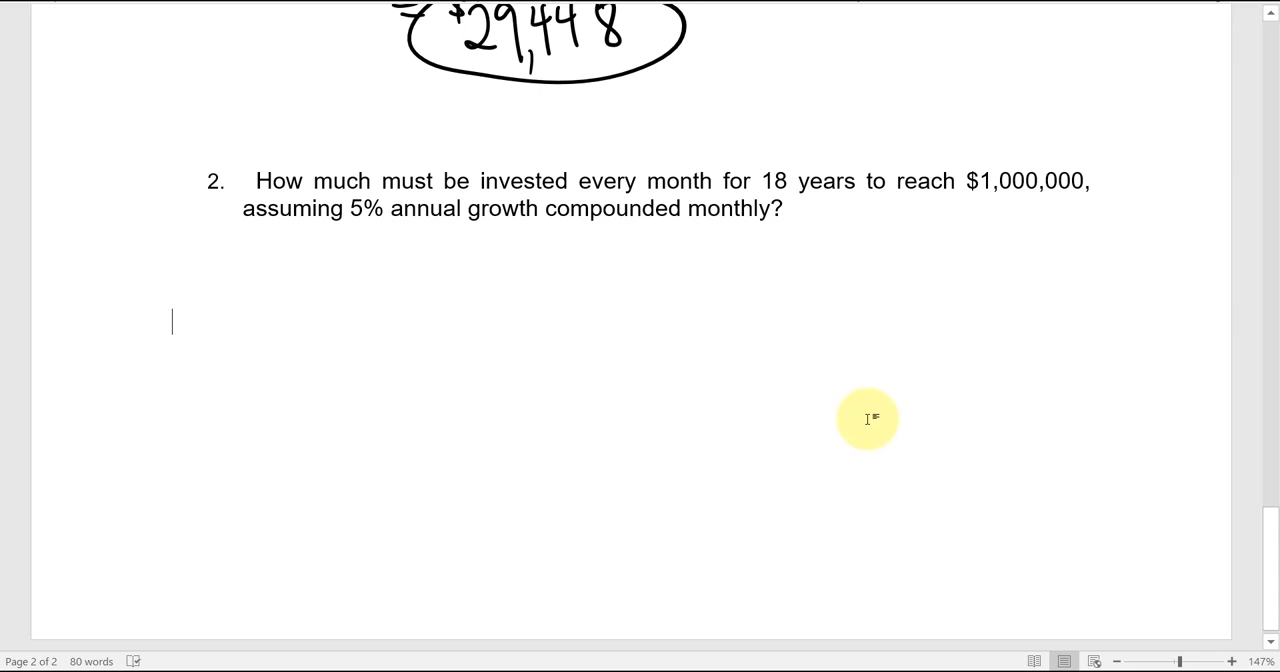 = $29,448
2. How much must be invested every month for 18 years to reach $1,000,000,
assuming 5% annual growth compounded monthly?
Page 2 of 2 80 words 147%